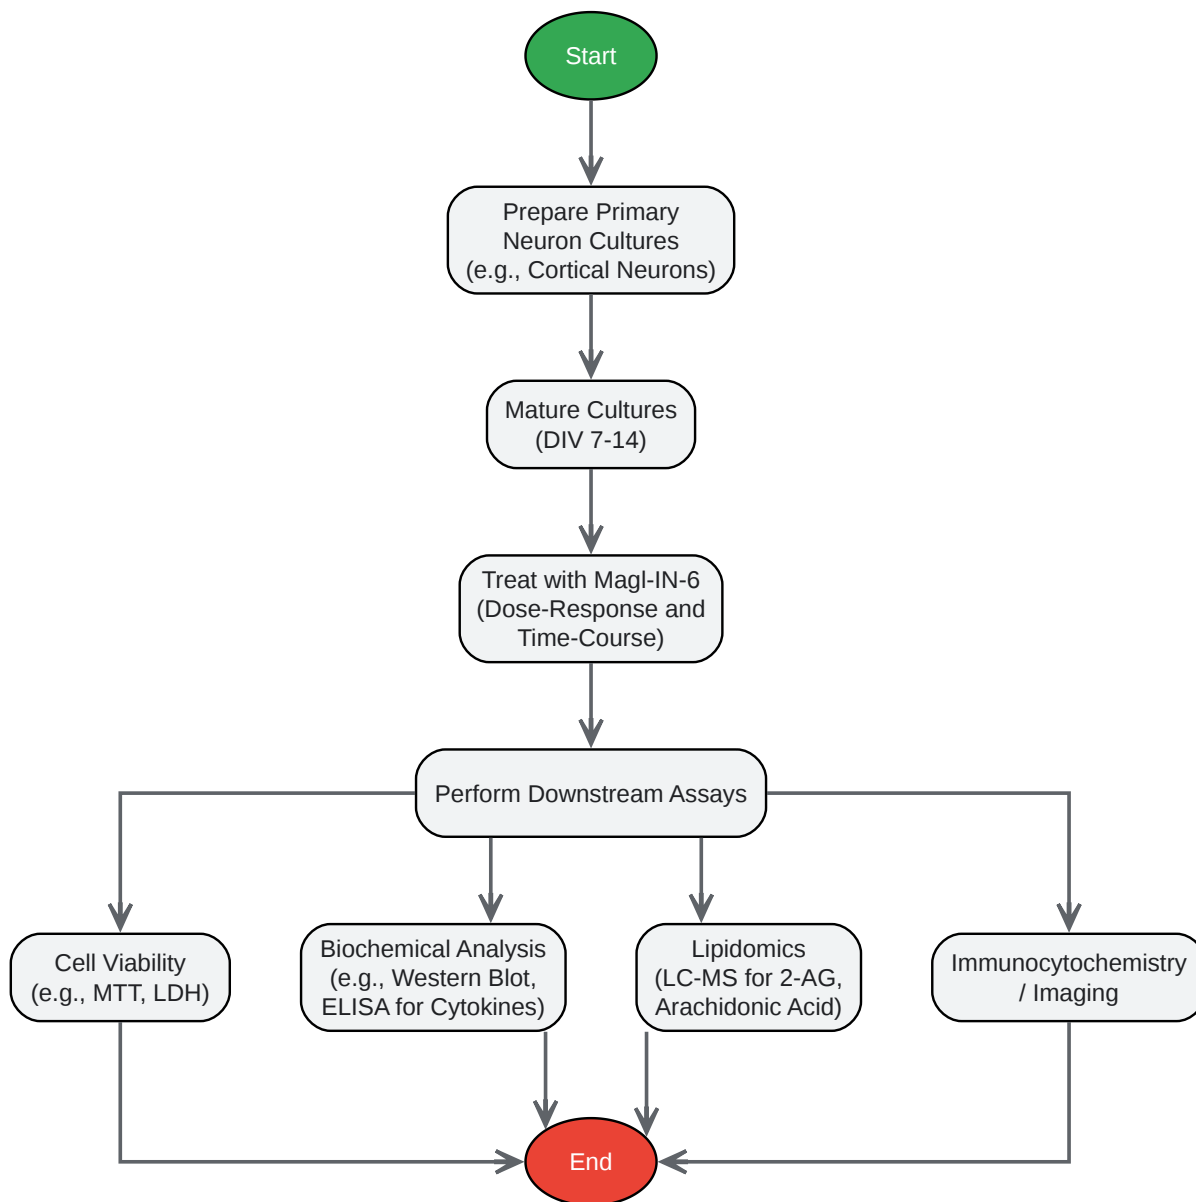 Start
Prepare Primary
Neuron Cultures
(e.g., Cortical Neurons)
Mature Cultures
(DIV 7-14)
Treat with Magl-IN-6
(Dose-Response and
Time-Course)
Perform Downstream Assays
Cell Viability
(e.g., MTT, LDH)
Biochemical Analysis
(e.g., Western Blot,
ELISA for Cytokines)
Lipidomics
(LC-MS for 2-AG,
Arachidonic Acid)
Immunocytochemistry
/ Imaging
End